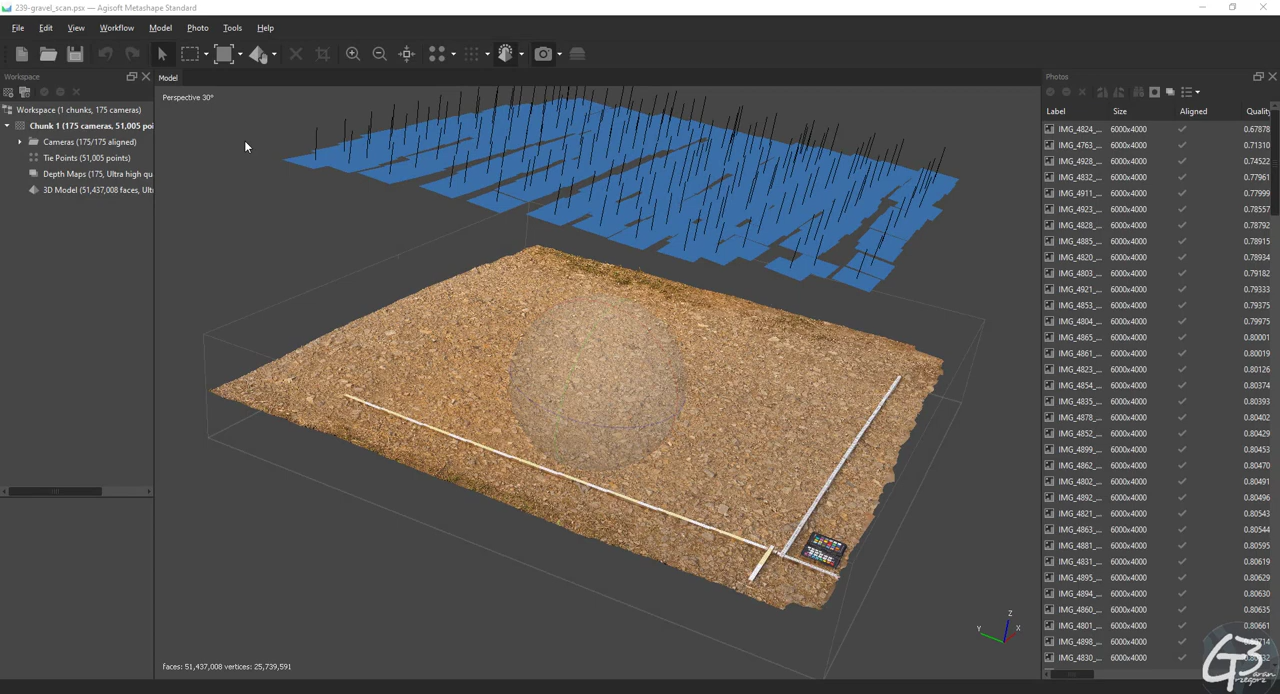 239-gravel_scan.psx — Agisoft Metashape Standard
File Edit View Workflow Model Photo Tools Help
Workspace
Model
Photos
Workspace (1 chunks, 175 cameras)
Chunk 1 (175 cameras, 51,005 poi
Cameras (175/175 aligned)
Tie Points (51,005 points)
Depth Maps (175, Ultra high qu
3D Model (51,437,008 faces, Ult
Perspective 30°
Z
Y
X
faces: 51,437,008 vertices: 25,739,591
Label Size Aligned Quality
IMG_4824_... 6000x4000 0.67878
IMG_4763_... 6000x4000 0.71310
IMG_4928_... 6000x4000 0.74522
IMG_4832_... 6000x4000 0.77961
IMG_4911_... 6000x4000 0.77999
IMG_4923_... 6000x4000 0.78557
IMG_4828_... 6000x4000 0.78792
IMG_4885_... 6000x4000 0.78915
IMG_4820_... 6000x4000 0.78934
IMG_4803_... 6000x4000 0.79182
IMG_4921_... 6000x4000 0.79333
IMG_4853_... 6000x4000 0.79375
IMG_4804_... 6000x4000 0.79975
IMG_4865_... 6000x4000 0.80001
IMG_4861_... 6000x4000 0.80019
IMG_4823_... 6000x4000 0.80126
IMG_4854_... 6000x4000 0.80374
IMG_4835_... 6000x4000 0.80393
IMG_4878_... 6000x4000 0.80402
IMG_4852_... 6000x4000 0.80429
IMG_4899_... 6000x4000 0.80453
IMG_4862_... 6000x4000 0.80470
IMG_4802_... 6000x4000 0.80491
IMG_4892_... 6000x4000 0.80496
IMG_4821_... 6000x4000 0.80543
IMG_4863_... 6000x4000 0.80544
IMG_4881_... 6000x4000 0.80595
IMG_4831_... 6000x4000 0.80619
IMG_4895_... 6000x4000 0.80629
IMG_4894_... 6000x4000 0.80630
IMG_4860_... 6000x4000 0.80635
IMG_4801_... 6000x4000 0.80661
IMG_4898_... 6000x4000
IMG_4830_... 6000x4000